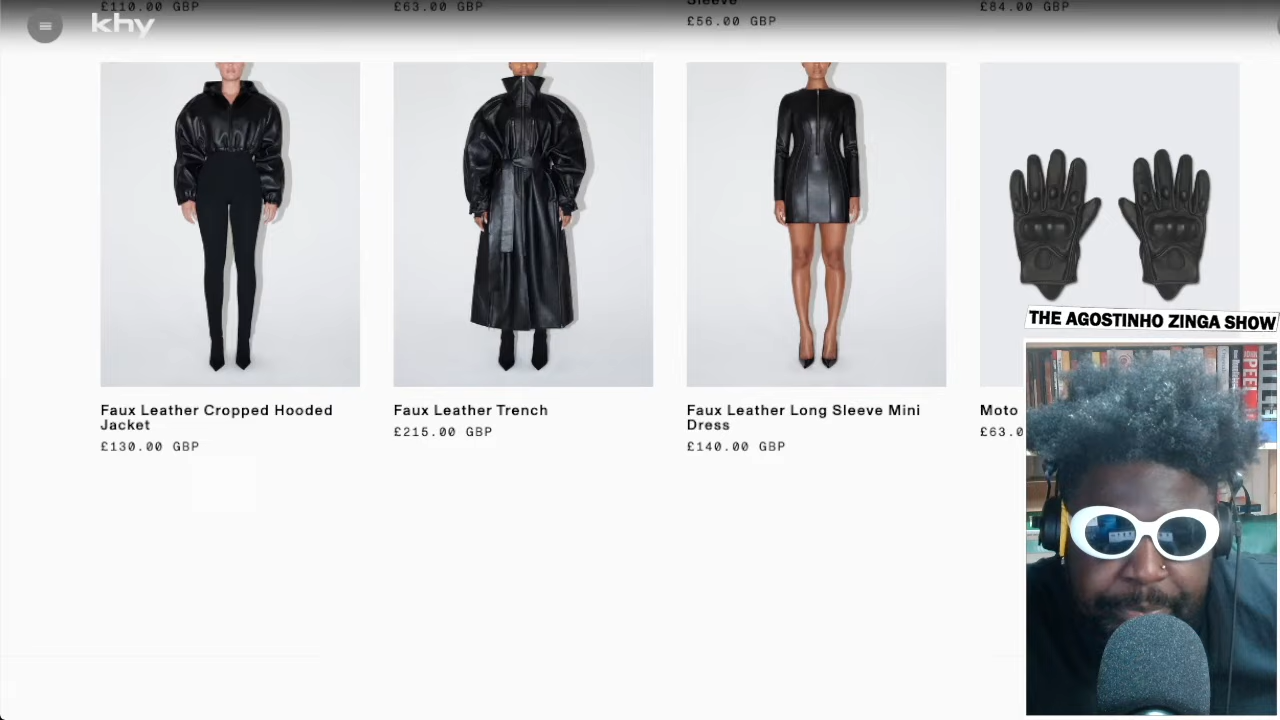 £110.00 GBP
£63.00 GBP
Sleeve
£56.00 GBP
£84.00 GBP
khy
THE AGOSTINHO ZINGA SHOW
Faux Leather Cropped Hooded
Jacket
£130.00 GBP
Faux Leather Trench
£215.00 GBP
Faux Leather Long Sleeve Mini
Dress
£140.00 GBP
Moto
£63.0